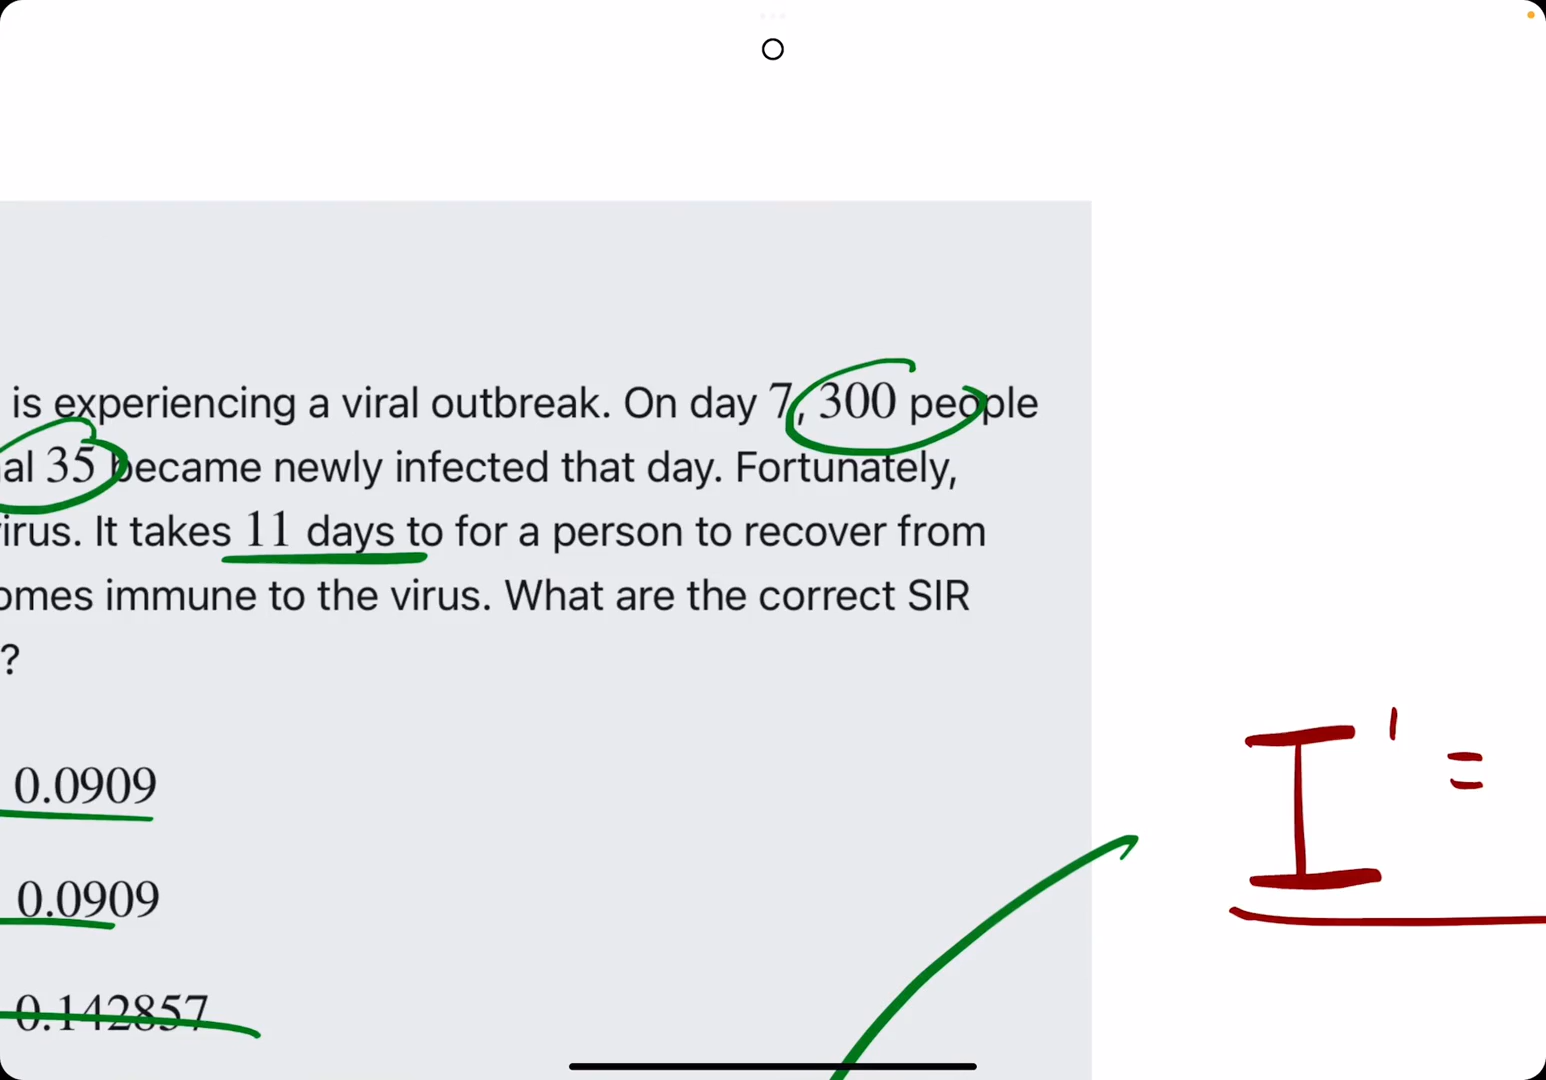 is experiencing a viral outbreak. On day 7, 300 people
al 35 became newly infected that day. Fortunately,
irus. It takes 11 days to for a person to recover from
omes immune to the virus. What are the correct SIR
?
0.0909
I' =
0.0909
0.142857